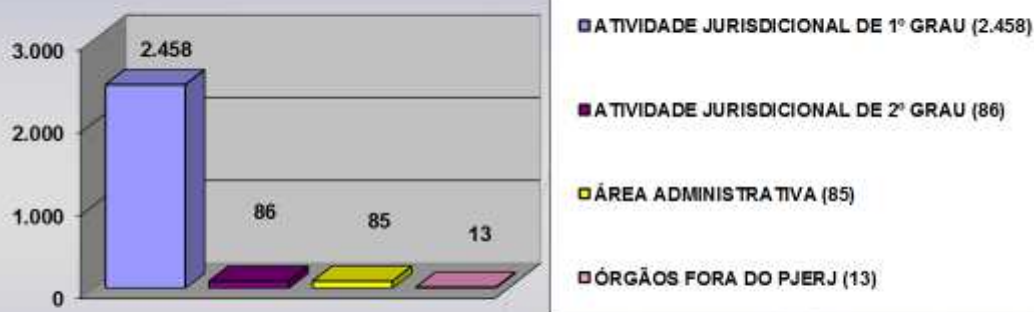 3.000
2.000
1.000
0
2.458
86
85
13
ATIVIDADE JURISDICIONAL DE 1º GRAU (2.458)
ATIVIDADE JURISDICIONAL DE 2º GRAU (86)
ÁREA ADMINISTRATIVA (85)
ÓRGÃOS FORA DO PJERJ (13)